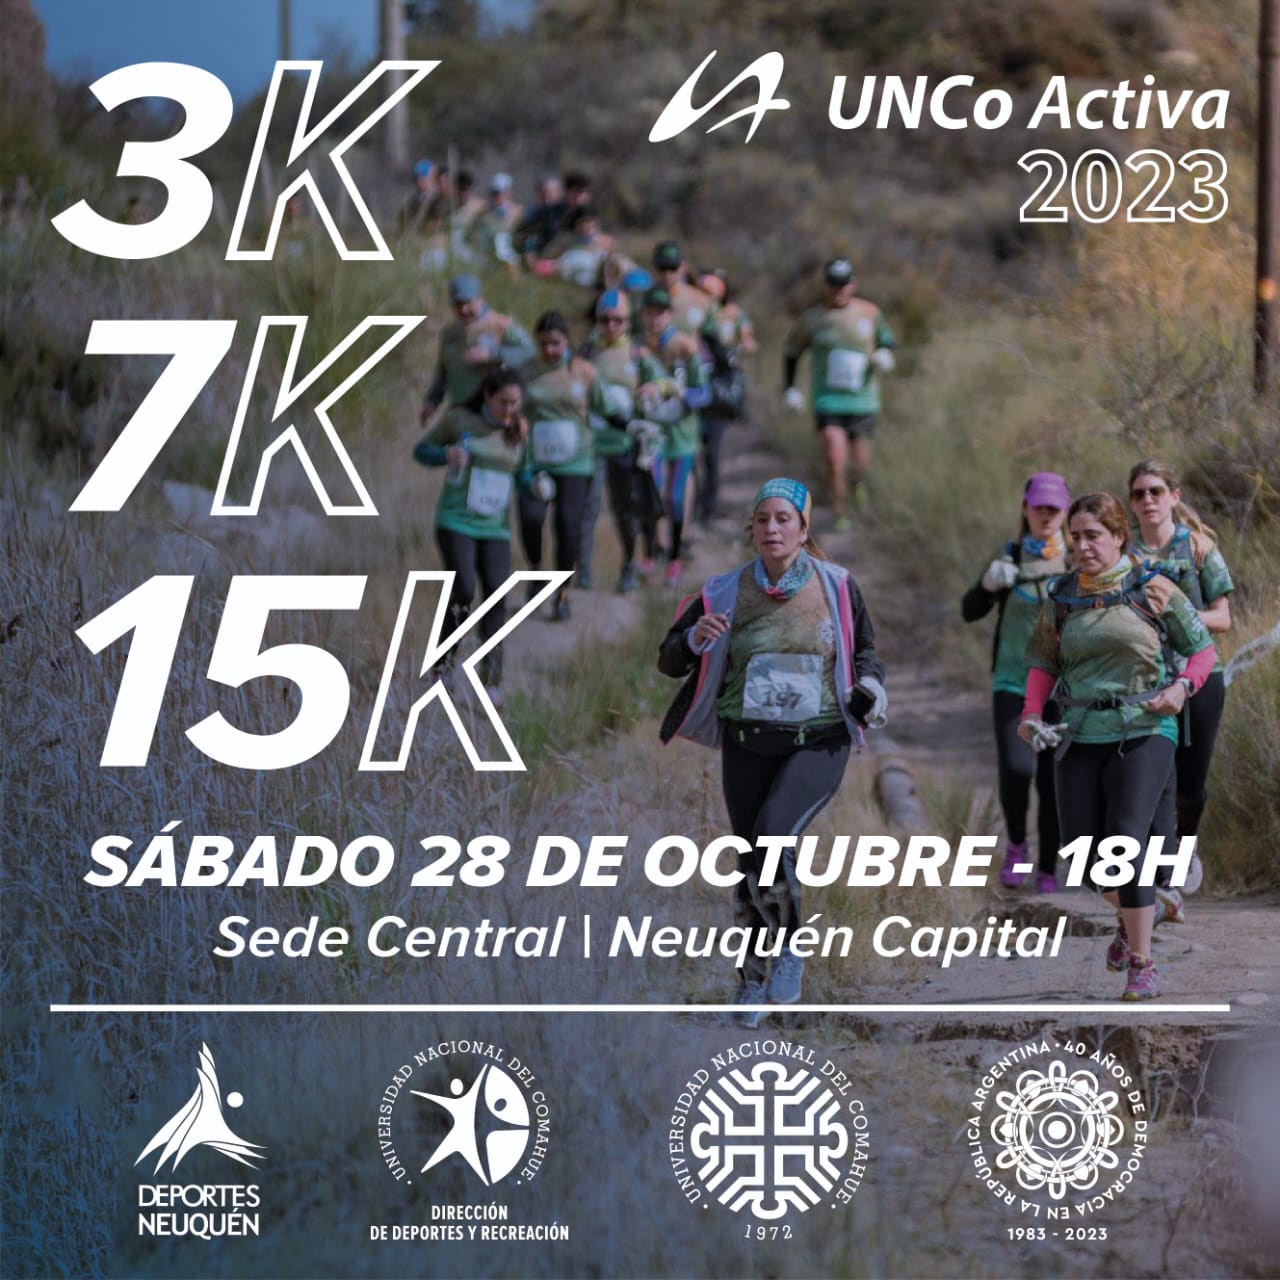 3K
7K
15K
UNCo Activa
2023
197
SÁBADO 28 DE OCTUBRE - 18H
Sede Central | Neuquén Capital
DEPORTES
NEUQUÉN
· UNIVERSIDAD NACIONAL DEL COMAHUE ·
DIRECCIÓN
DE DEPORTES Y RECREACIÓN
· UNIVERSIDAD NACIONAL DEL COMAHUE ·
1972
REPÚBLICA ARGENTINA · 40 AÑOS DE DEMOCRACIA EN LA
1983 - 2023